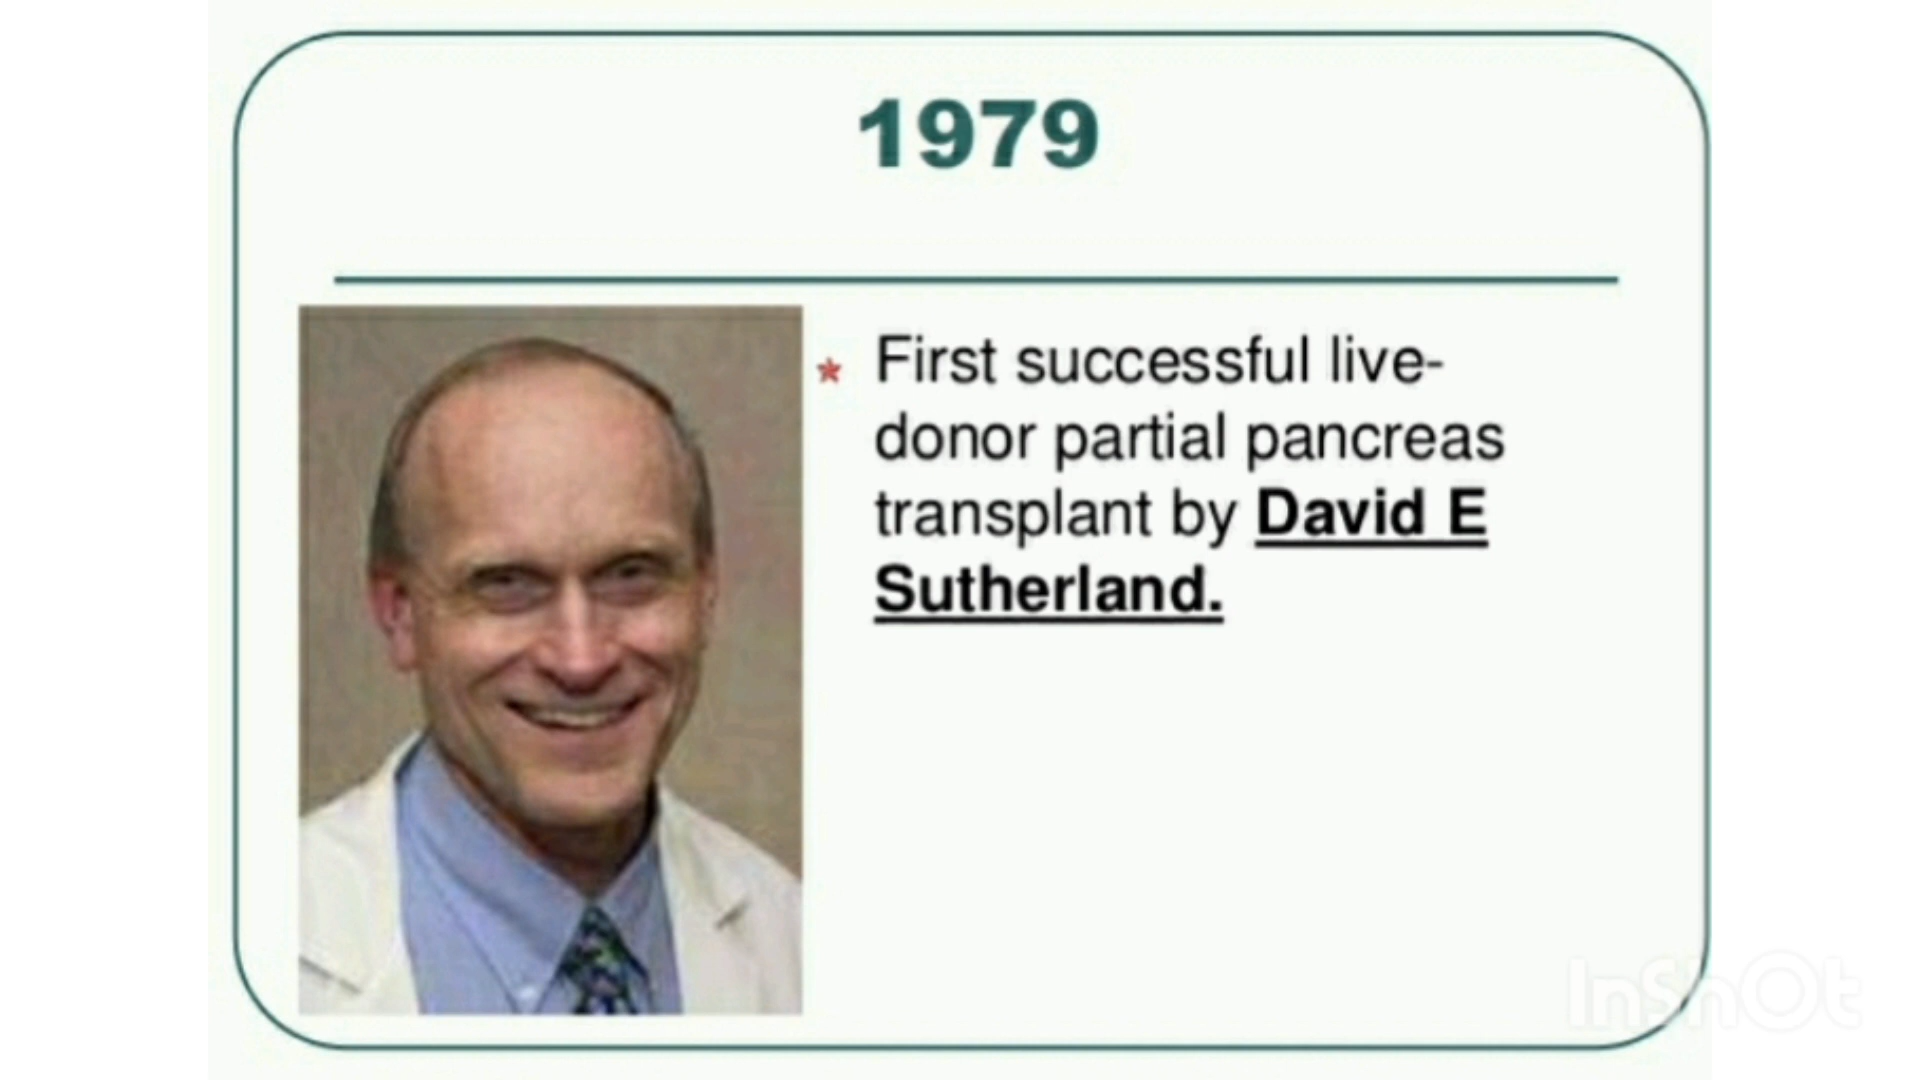 1979
* First successful live-
donor partial pancreas
transplant by David E
Sutherland.
InShOt